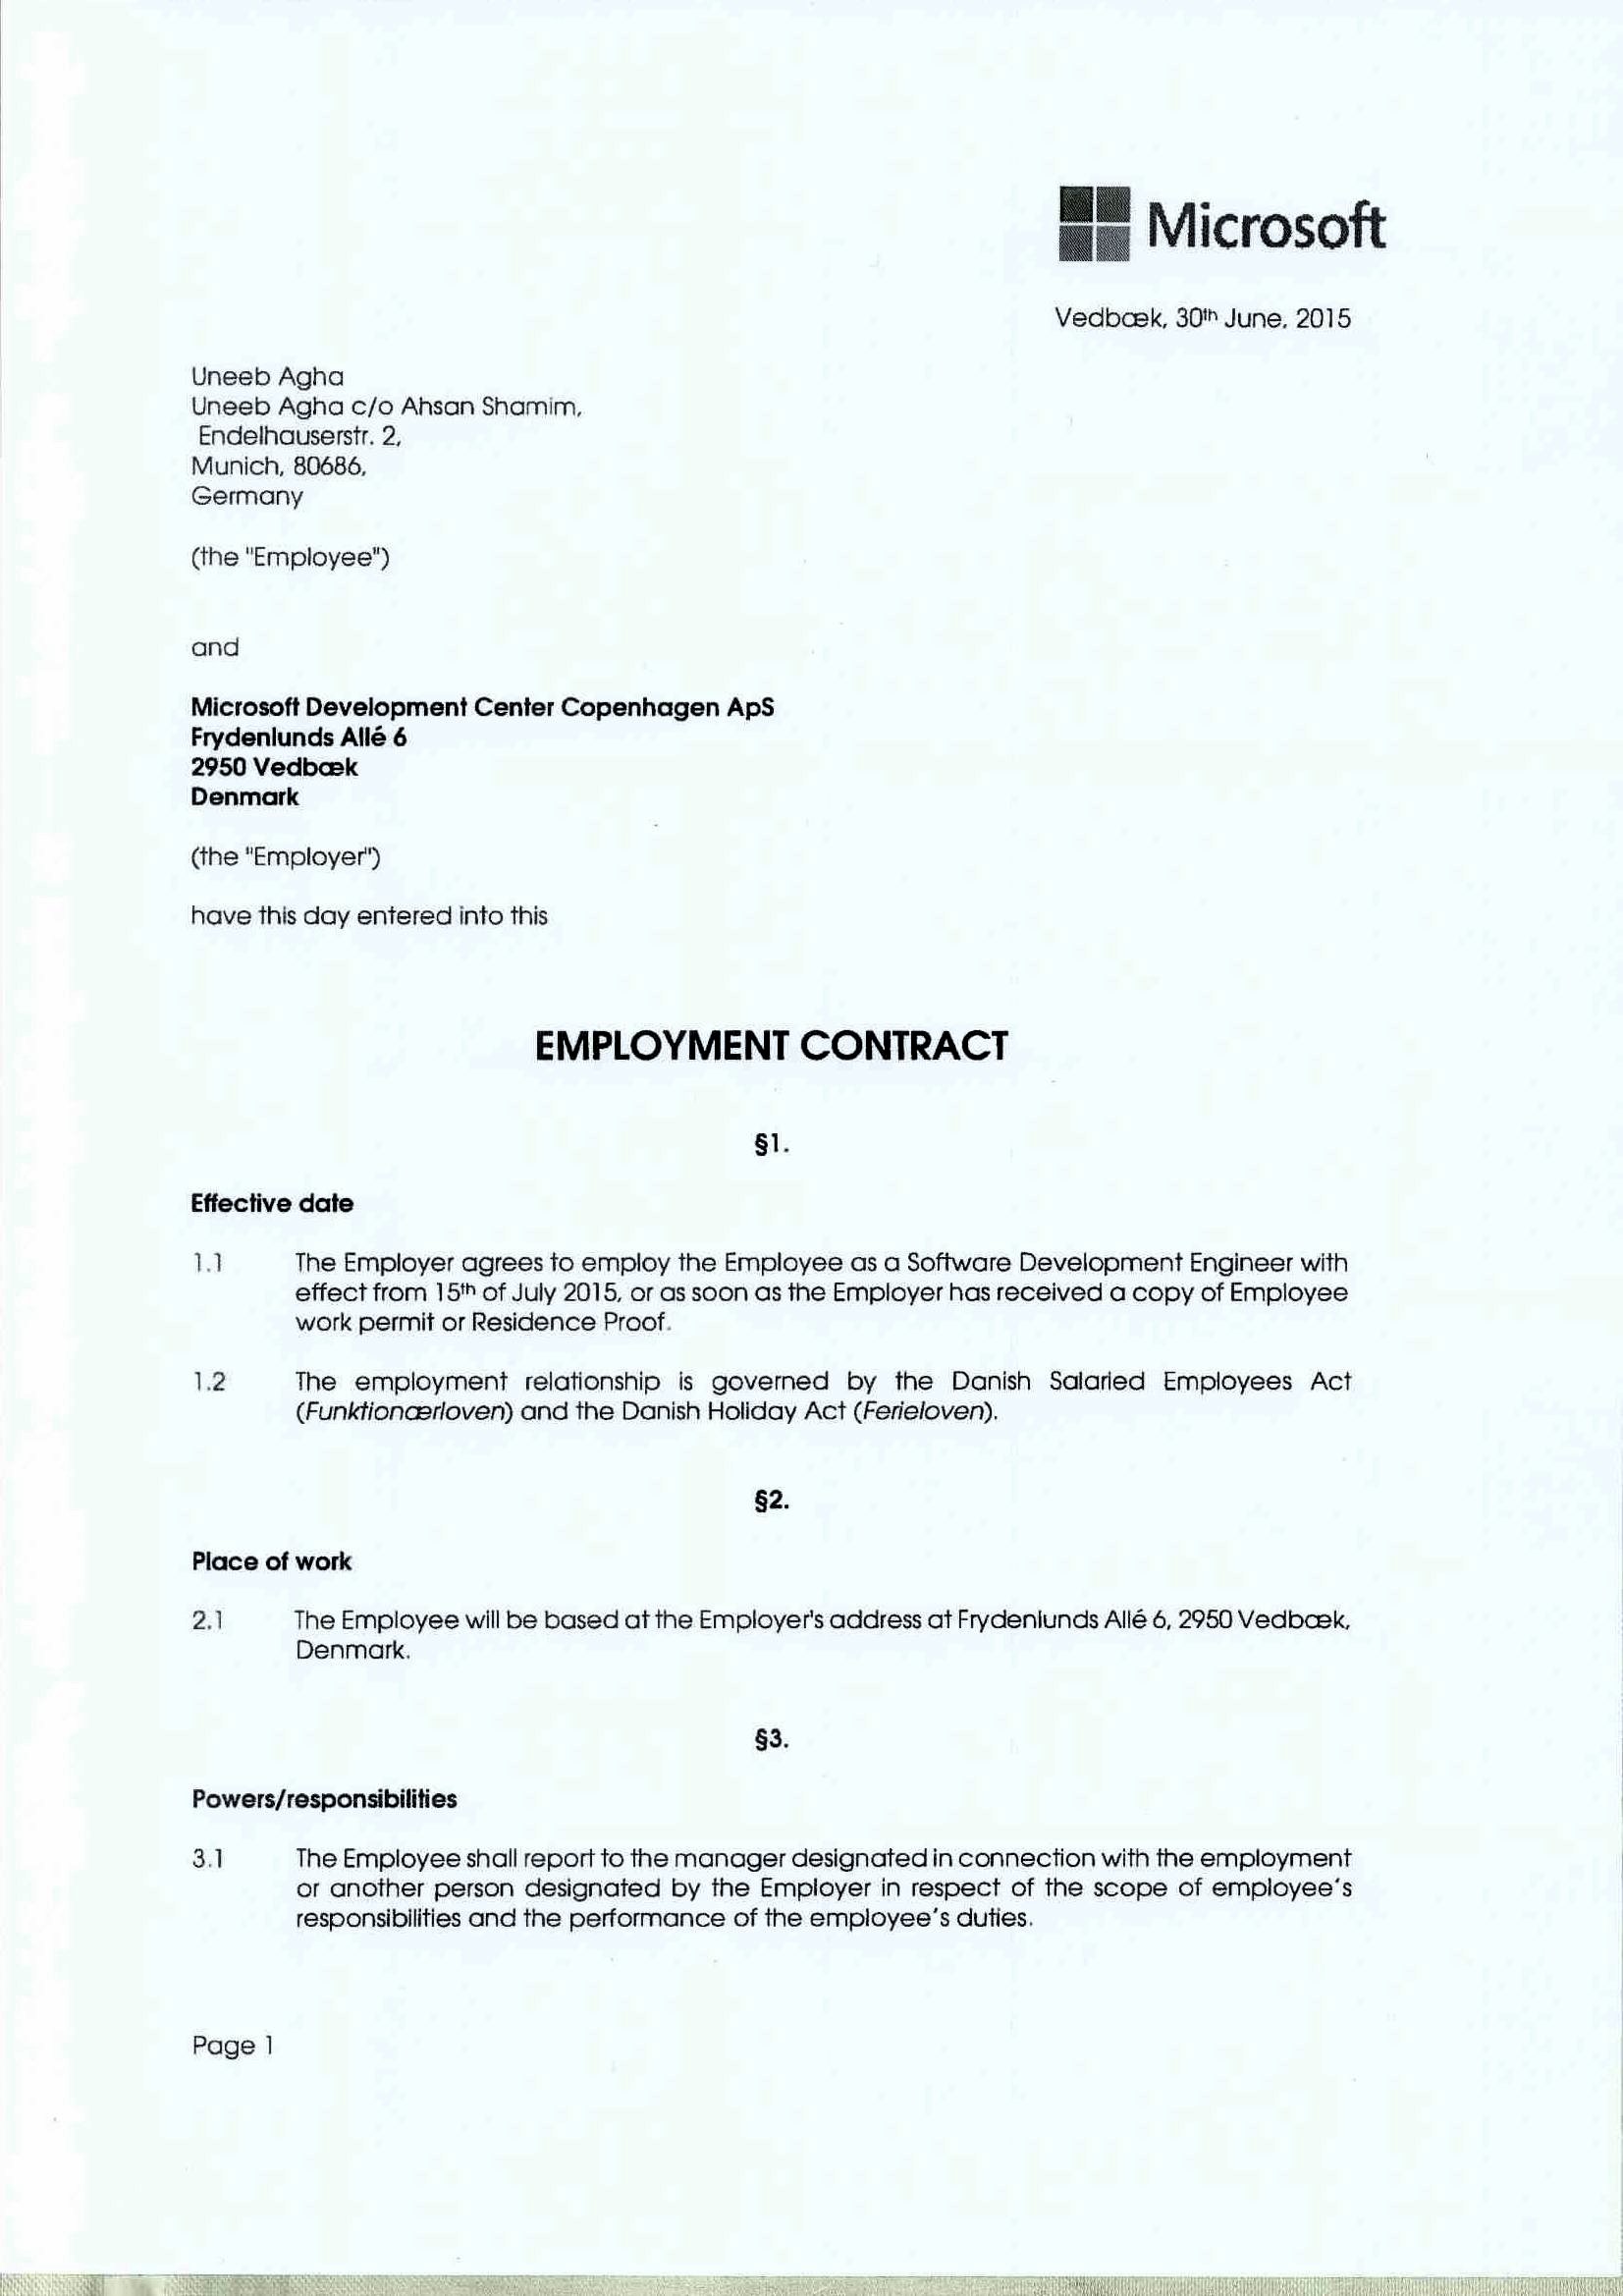 Microsoft
Vedbæk, 30th June, 2015
Uneeb Agha
Uneeb Agha c/o Ahsan Shamim,
Endelhauserstr. 2,
Munich, 80686,
Germany
(the "Employee")
and
Microsoft Development Center Copenhagen ApS
Frydenlunds Allé 6
2950 Vedbæk
Denmark
(the "Employer")
have this day entered into this
EMPLOYMENT CONTRACT
§1.
Effective date
1.1 The Employer agrees to employ the Employee as a Software Development Engineer with
effect from 15th of July 2015, or as soon as the Employer has received a copy of Employee
work permit or Residence Proof.
1.2 The employment relationship is governed by the Danish Salaried Employees Act
(Funktionærloven) and the Danish Holiday Act (Ferieloven).
§2.
Place of work
2.1 The Employee will be based at the Employer's address at Frydenlunds Allé 6, 2950 Vedbæk,
Denmark.
§3.
Powers/responsibilities
3.1 The Employee shall report to the manager designated in connection with the employment
or another person designated by the Employer in respect of the scope of employee's
responsibilities and the performance of the employee's duties.
Page 1